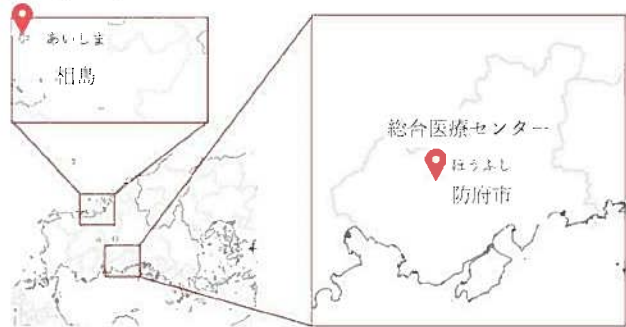 あいしま
相島
総合医療センター
ほうふし
防府市